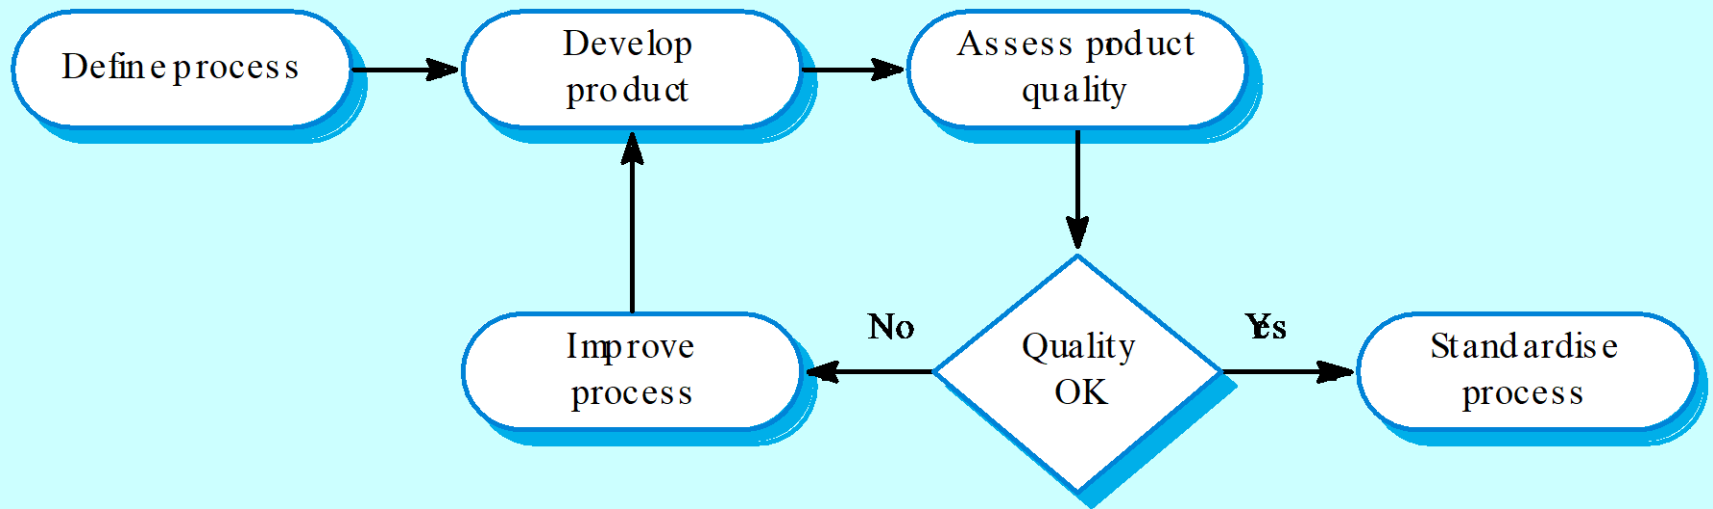 Define process
Develop
product
Assess product
quality
Improve
process
No
Quality
OK
Yes
Standardise
process